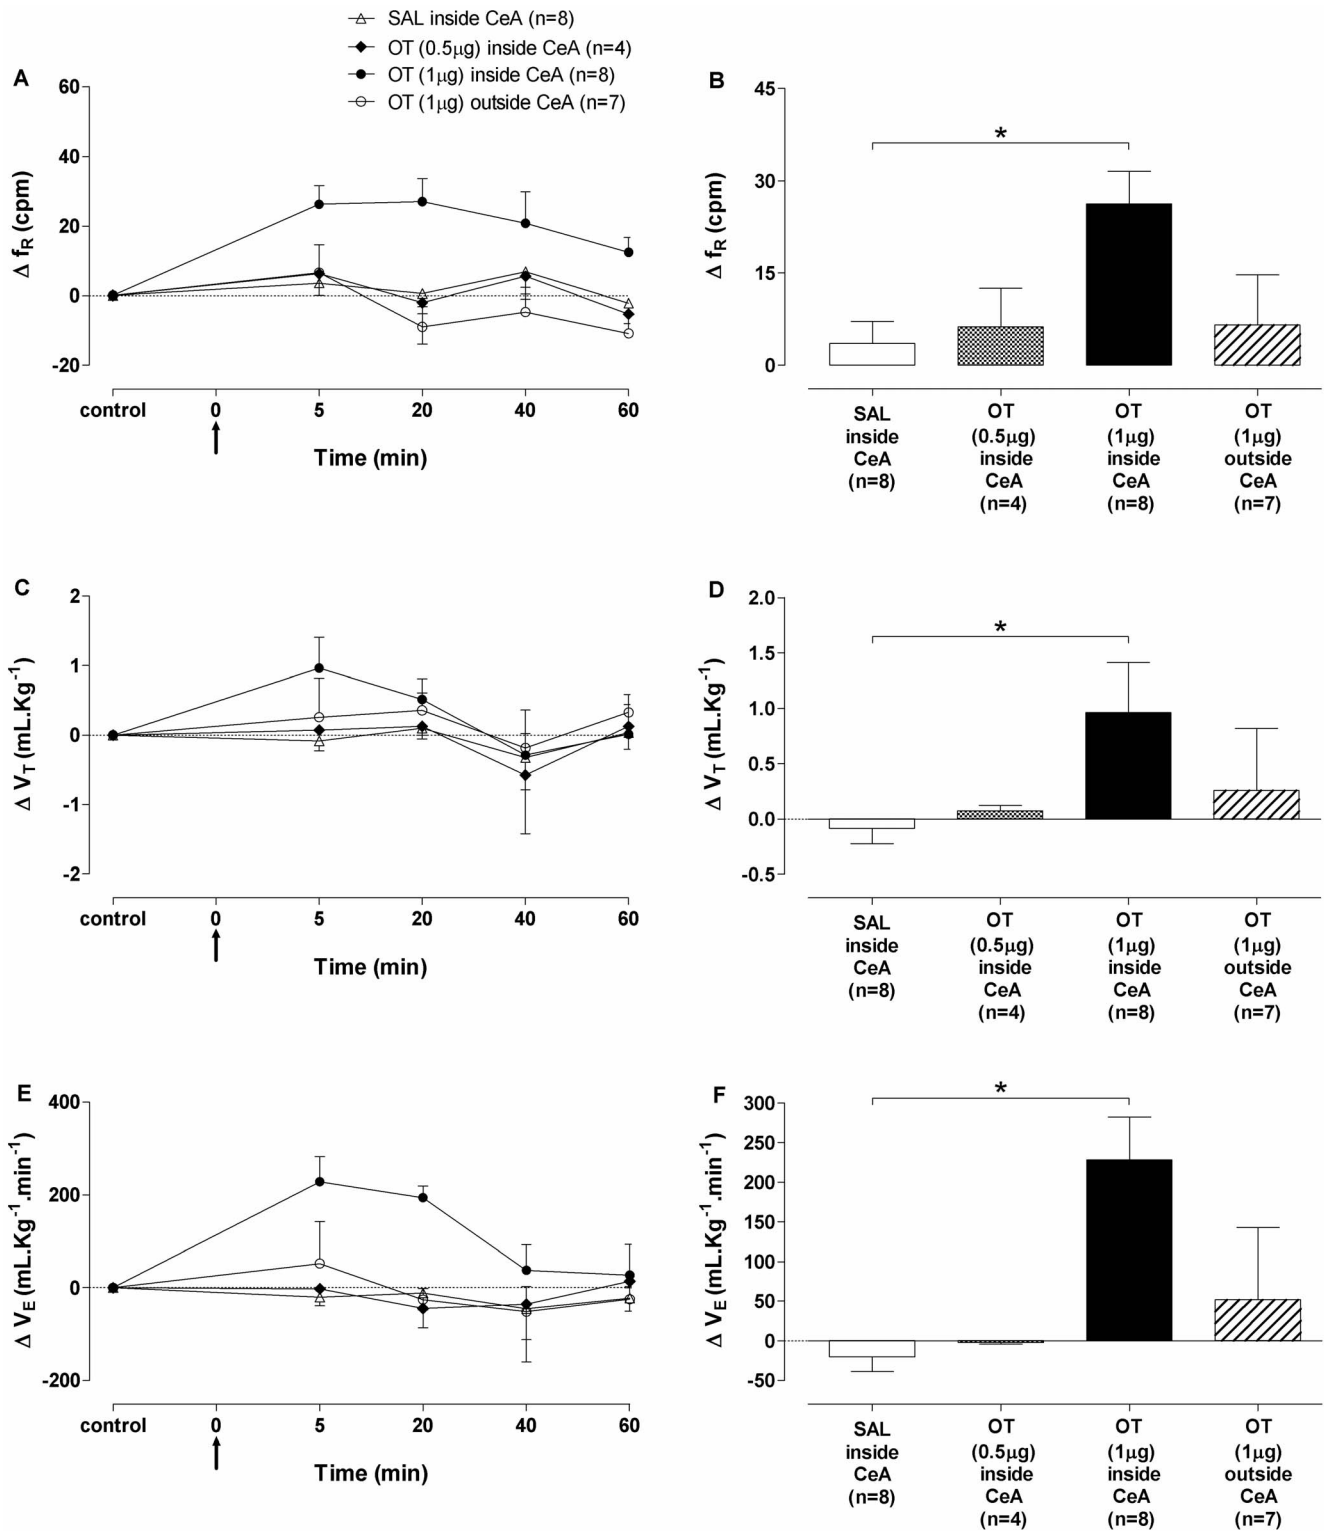 SAL inside CeA (n=8)
OT (0.5μg) inside CeA (n=4)
OT (1μg) inside CeA (n=8)
OT (1μg) outside CeA (n=7)
A
60
40
20
0
-20
Δ fR (cpm)
control 0 5 20 40 60
Time (min)
B
45
30
15
0
Δ fR (cpm)
*
SAL
inside
CeA
(n=8)
OT
(0.5μg)
inside
CeA
(n=4)
OT
(1μg)
inside
CeA
(n=8)
OT
(1μg)
outside
CeA
(n=7)
C
2
1
0
-1
-2
Δ VT (mL.Kg-1)
control 0 5 20 40 60
Time (min)
D
2.0
1.5
1.0
0.5
0.0
-0.5
Δ VT (mL.Kg-1)
*
SAL
inside
CeA
(n=8)
OT
(0.5μg)
inside
CeA
(n=4)
OT
(1μg)
inside
CeA
(n=8)
OT
(1μg)
outside
CeA
(n=7)
E
400
200
0
-200
Δ VE (mL.Kg-1.min-1)
control 0 5 20 40 60
Time (min)
F
300
250
200
150
100
50
0
-50
Δ VE (mL.Kg-1.min-1)
*
SAL
inside
CeA
(n=8)
OT
(0.5μg)
inside
CeA
(n=4)
OT
(1μg)
inside
CeA
(n=8)
OT
(1μg)
outside
CeA
(n=7)